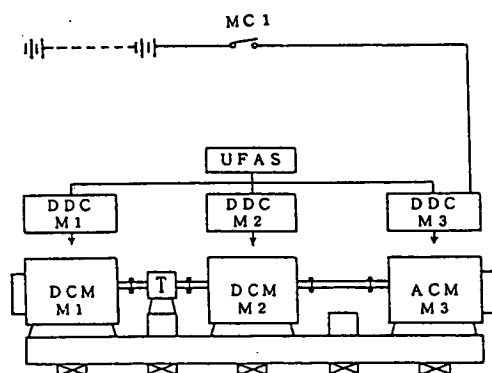 MC1
UFAS
DDC DDC DDC
M1 M2 M3
DCM T DCM ACM
M1 M2 M3